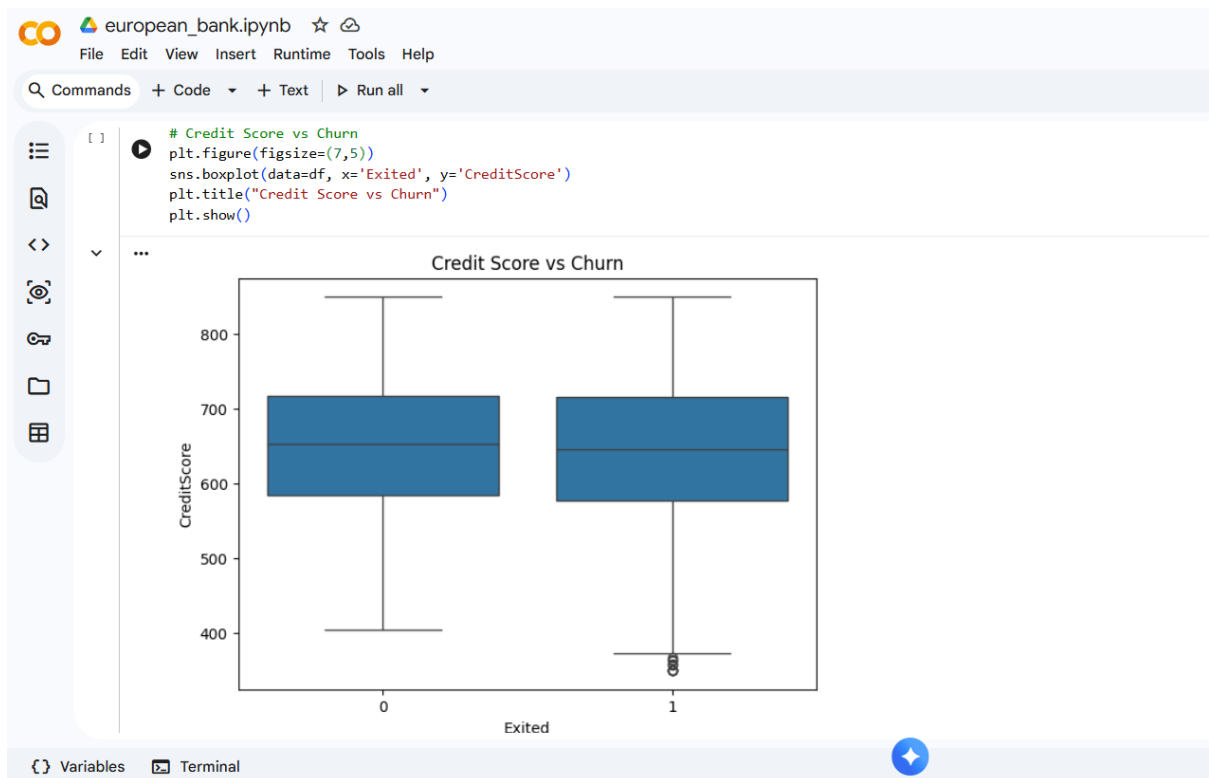 european_bank.ipynb
File Edit View Insert Runtime Tools Help
Commands + Code + Text Run all
[ ]
# Credit Score vs Churn
plt.figure(figsize=(7,5))
sns.boxplot(data=df, x='Exited', y='CreditScore')
plt.title("Credit Score vs Churn")
plt.show()
Credit Score vs Churn
800
700
600
500
400
CreditScore
0 1
Exited
{} Variables Terminal